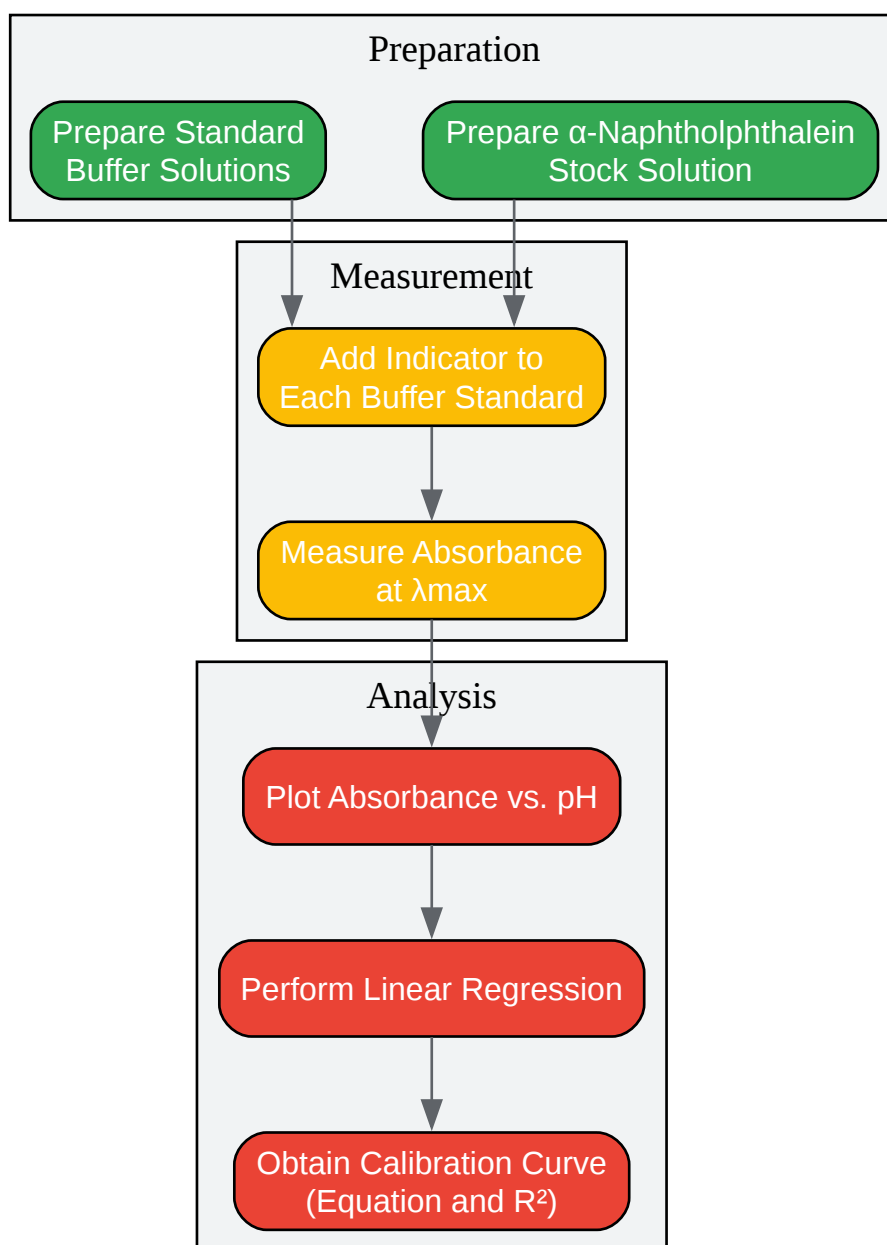 Preparation
Prepare Standard
Buffer Solutions
Prepare α-Naphtholphthalein
Stock Solution
Measurement
Add Indicator to
Each Buffer Standard
Measure Absorbance
at λmax
Analysis
Plot Absorbance vs. pH
Perform Linear Regression
Obtain Calibration Curve
(Equation and R²)